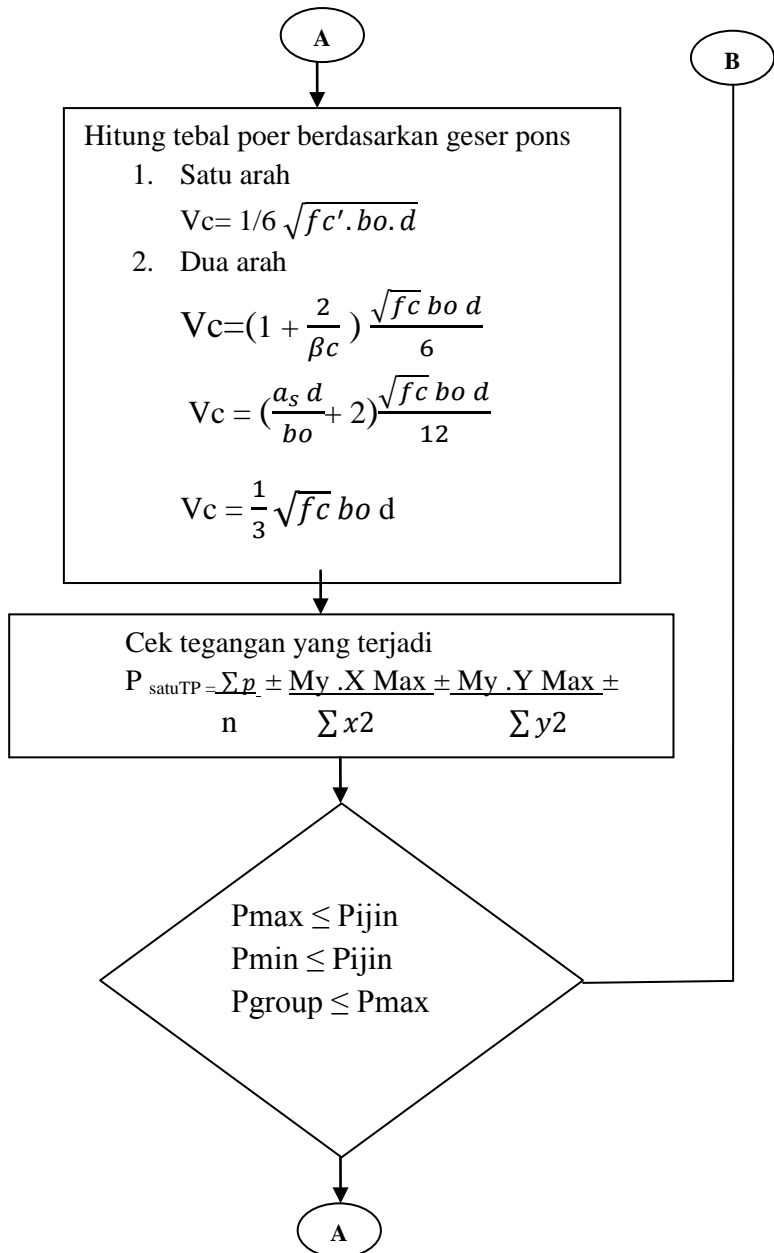 A
B
Hitung tebal poer berdasarkan geser pons
1. Satu arah
Vc= 1/6 √(fc′. bo. d)
2. Dua arah
Vc=(1 + 2/βc ) √fc bo d/6
Vc = (a_s d/bo + 2) √fc bo d/12
Vc = 1/3 √fc bo d
Cek tegangan yang terjadi
P satuTP = ∑p ± My .X Max ± My .Y Max ±
n ∑x2 ∑y2
Pmax ≤ Pijin
Pmin ≤ Pijin
Pgroup ≤ Pmax
A